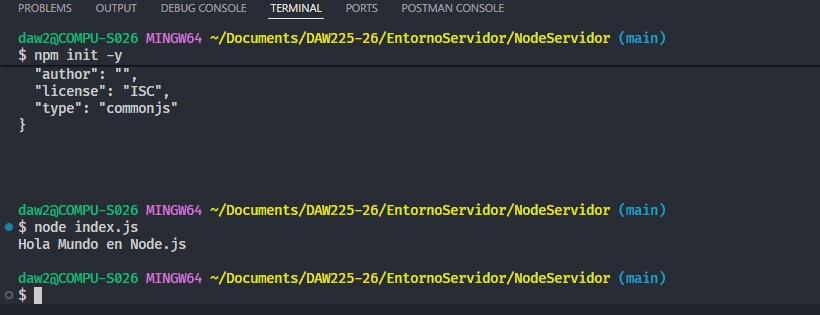 PROBLEMS OUTPUT DEBUG CONSOLE TERMINAL PORTS POSTMAN CONSOLE
daw2@COMPU-S026 MINGW64 ~/Documents/DAW225-26/EntornoServidor/NodeServidor (main)
$ npm init -y
  "author": "",
  "license": "ISC",
  "type": "commonjs"
}
daw2@COMPU-S026 MINGW64 ~/Documents/DAW225-26/EntornoServidor/NodeServidor (main)
$ node index.js
Hola Mundo en Node.js
daw2@COMPU-S026 MINGW64 ~/Documents/DAW225-26/EntornoServidor/NodeServidor (main)
$